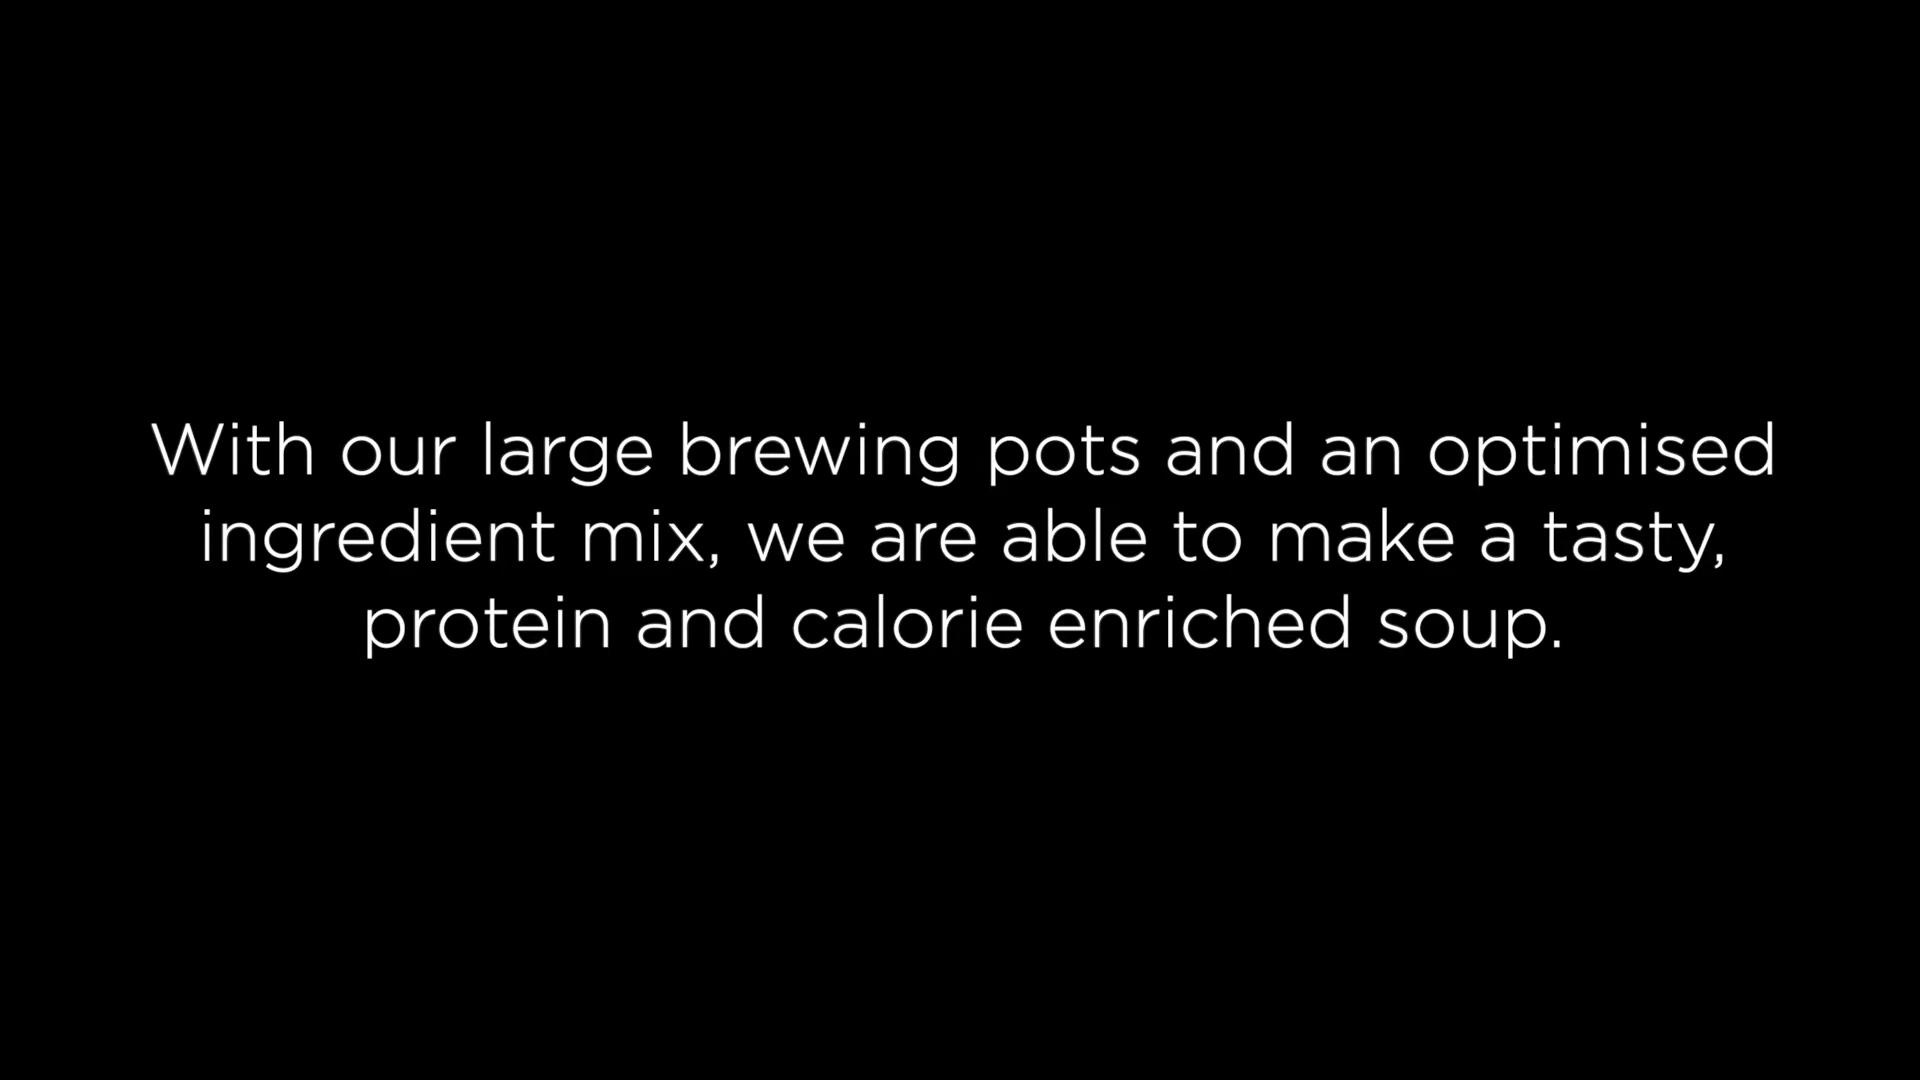 With our large brewing pots and an optimised
ingredient mix, we are able to make a tasty,
protein and calorie enriched soup.